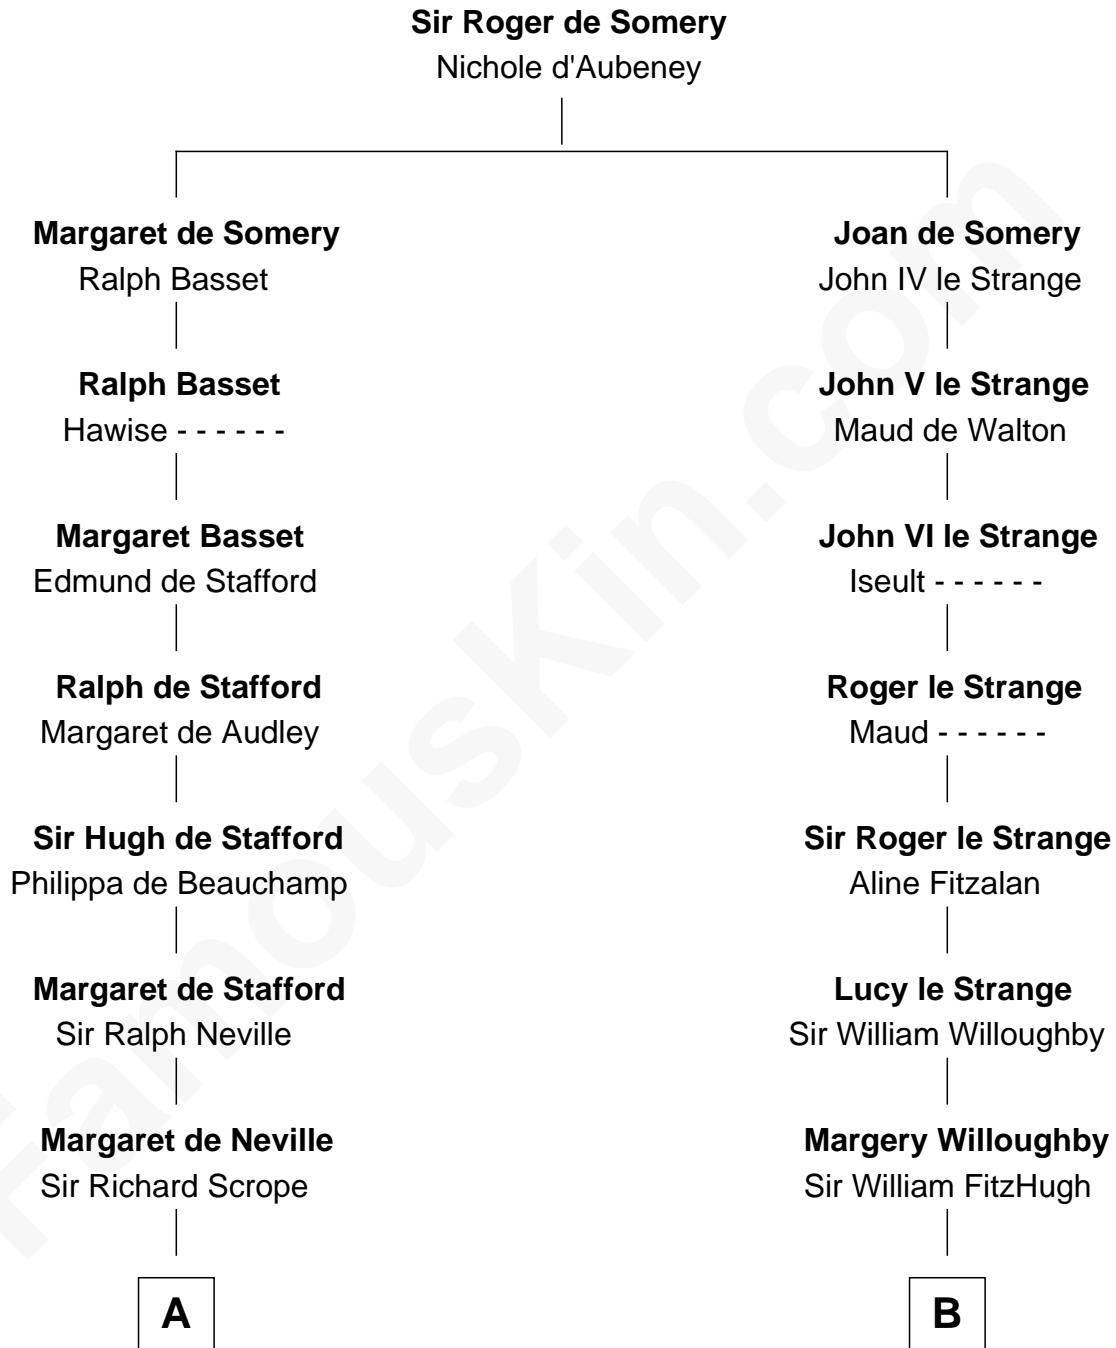 Sir Roger de Somery
Nichole d'Aubeney
Margaret de Somery
Ralph Basset
Joan de Somery
John IV le Strange
Ralph Basset
Hawise - - - - - -
John V le Strange
Maud de Walton
Margaret Basset
Edmund de Stafford
John VI le Strange
Iseult - - - - - -
Ralph de Stafford
Margaret de Audley
Roger le Strange
Maud - - - - - -
Sir Hugh de Stafford
Philippa de Beauchamp
Sir Roger le Strange
Aline Fitzalan
Margaret de Stafford
Sir Ralph Neville
Lucy le Strange
Sir William Willoughby
Margaret de Neville
Sir Richard Scrope
Margery Willoughby
Sir William FitzHugh
A
B
FamousKin.com